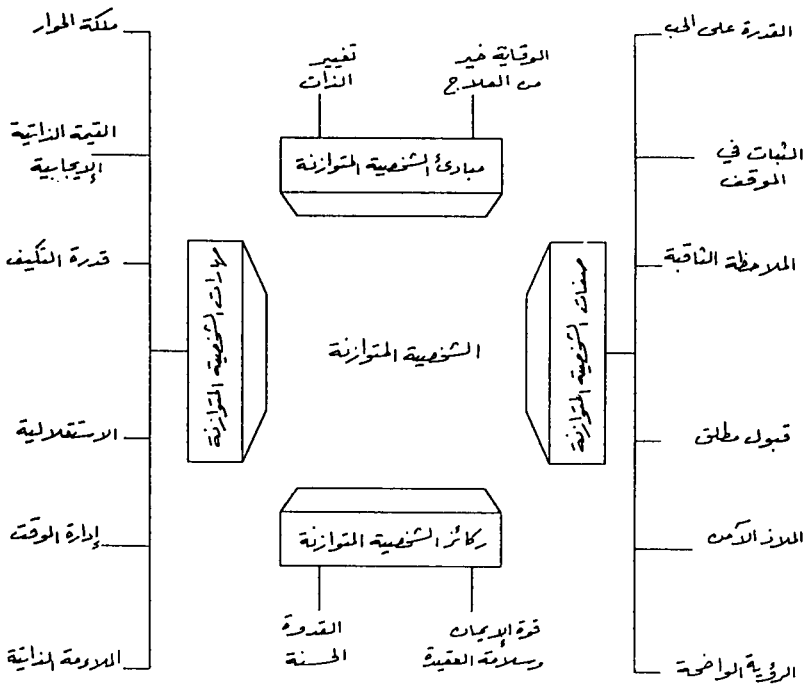 القدرة على الحب
الثبات في
الموقف
الملاحظة الثاقبة
قبول مطلق
الملاذ الآمن
الرؤية الواضحة
صفات الشخصية المتوازنة
الوقاية خير
من العلاج
تغيير
الذات
مبادئ الشخصية المتوازنة
الشخصية المتوازنة
ركائز الشخصية المتوازنة
قوة الإيمان
وسلامة العقيدة
القدوة
الحسنة
مهارات الشخصية المتوازنة
ملكة الحوار
القيمة الذاتية
الإيجابية
قدرة التكيف
الاستقلالية
إدارة الوقت
الملاءمة الذاتية